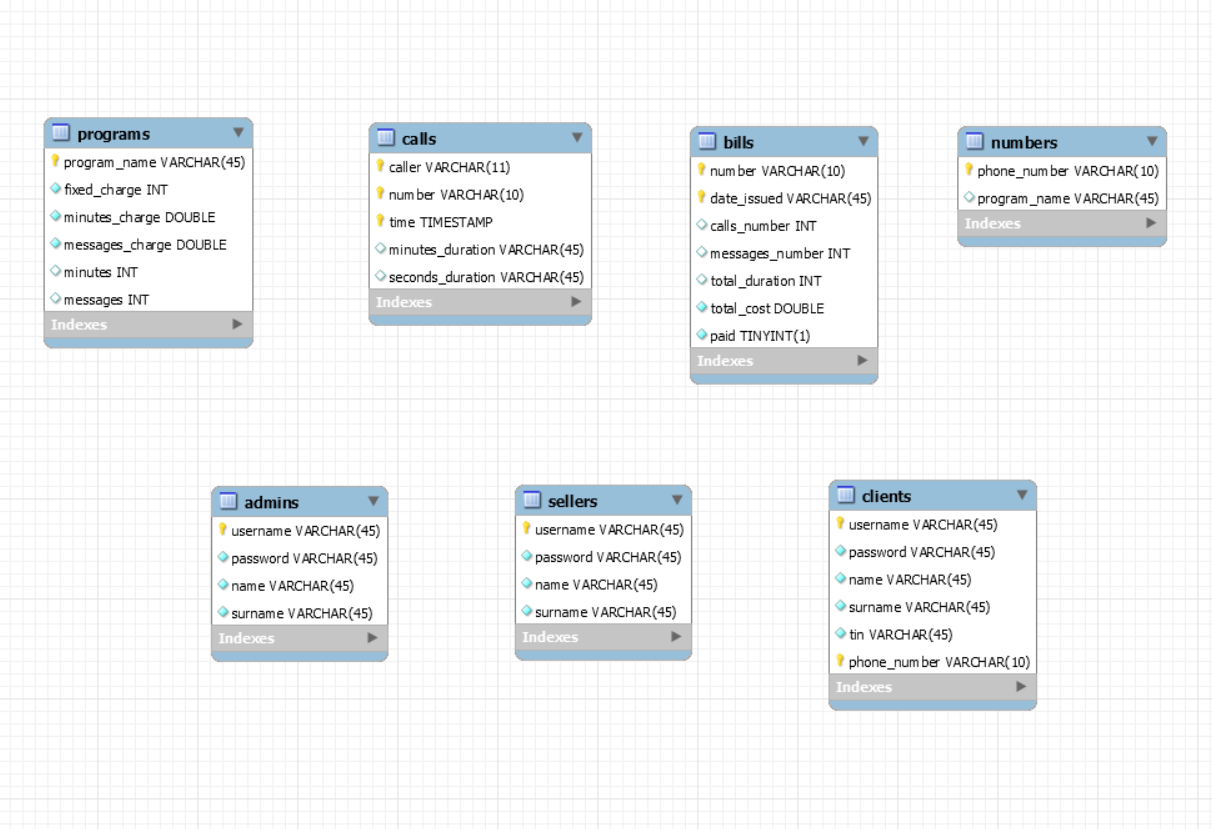 programs
program_name VARCHAR(45)
fixed_charge INT
minutes_charge DOUBLE
messages_charge DOUBLE
minutes INT
messages INT
Indexes
calls
caller VARCHAR(11)
number VARCHAR(10)
time TIMESTAMP
minutes_duration VARCHAR(45)
seconds_duration VARCHAR(45)
Indexes
bills
number VARCHAR(10)
date_issued VARCHAR(45)
calls_number INT
messages_number INT
total_duration INT
total_cost DOUBLE
paid TINYINT(1)
Indexes
numbers
phone_number VARCHAR(10)
program_name VARCHAR(45)
Indexes
admins
username VARCHAR(45)
password VARCHAR(45)
name VARCHAR(45)
surname VARCHAR(45)
Indexes
sellers
username VARCHAR(45)
password VARCHAR(45)
name VARCHAR(45)
surname VARCHAR(45)
Indexes
clients
username VARCHAR(45)
password VARCHAR(45)
name VARCHAR(45)
surname VARCHAR(45)
tin VARCHAR(45)
phone_number VARCHAR(10)
Indexes